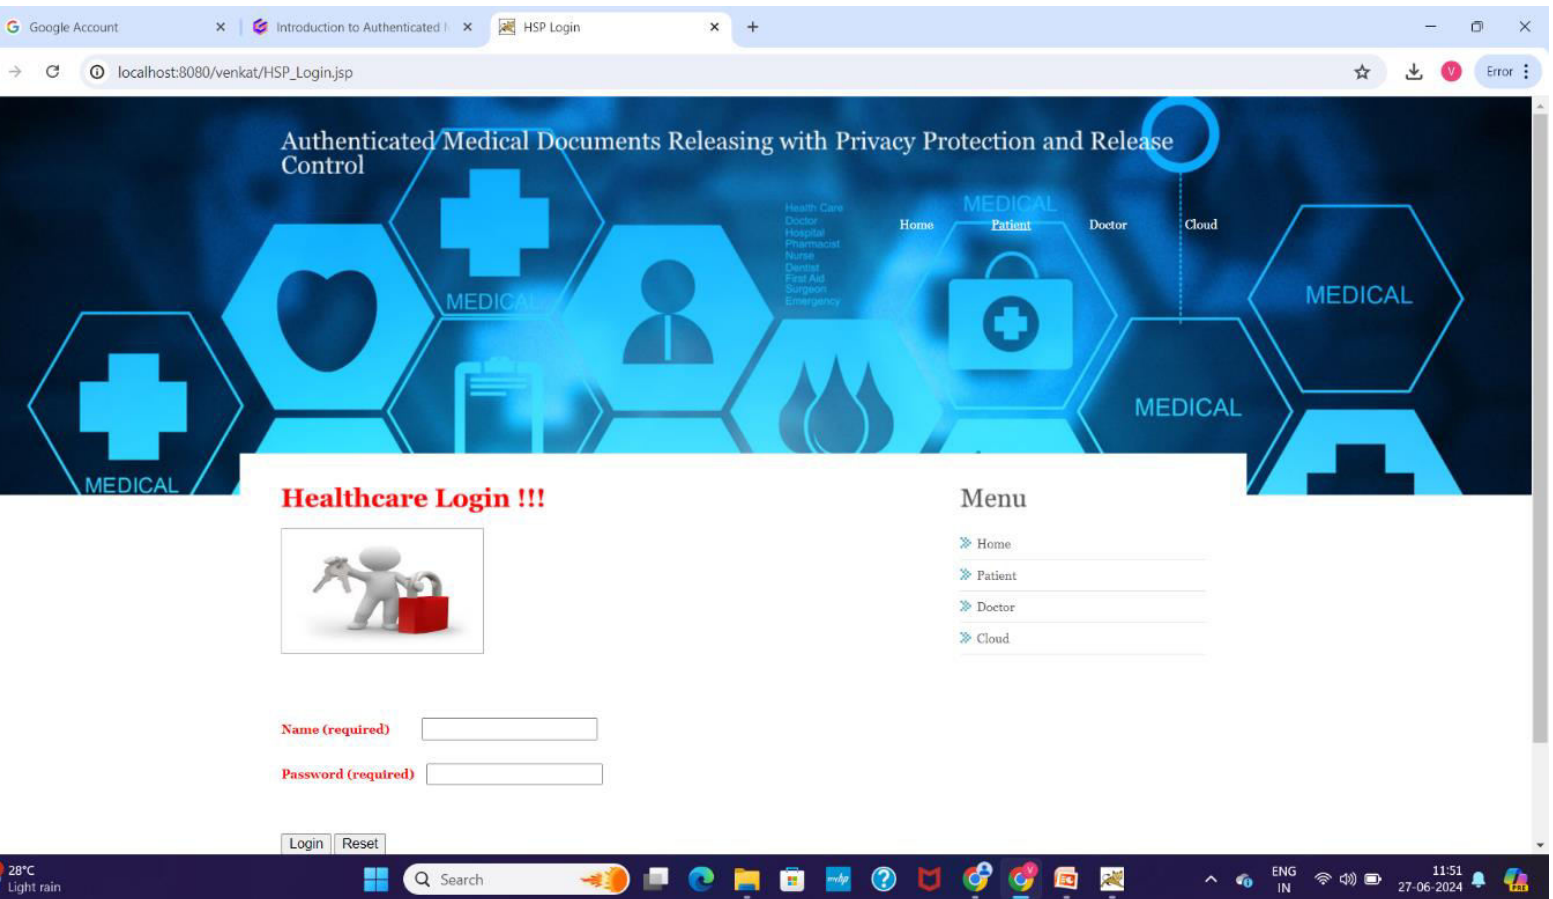 Google Account
Introduction to Authenticated
HSP Login
localhost:8080/venkat/HSP_Login.jsp
V
Error
Authenticated Medical Documents Releasing with Privacy Protection and Release
Control
Home Patient Doctor Cloud
MEDICAL
Health Care
Doctor
Hospital
Pharmacist
Nurse
Dentist
First Aid
Surgeon
Emergency
MEDICAL
MEDICAL
MEDICAL
MEDICAL
Healthcare Login !!!
Menu
Home
Patient
Doctor
Cloud
Name (required)
Password (required)
Login Reset
28°C
Light rain
Search
ENG
IN
11:51
27-06-2024
PRE